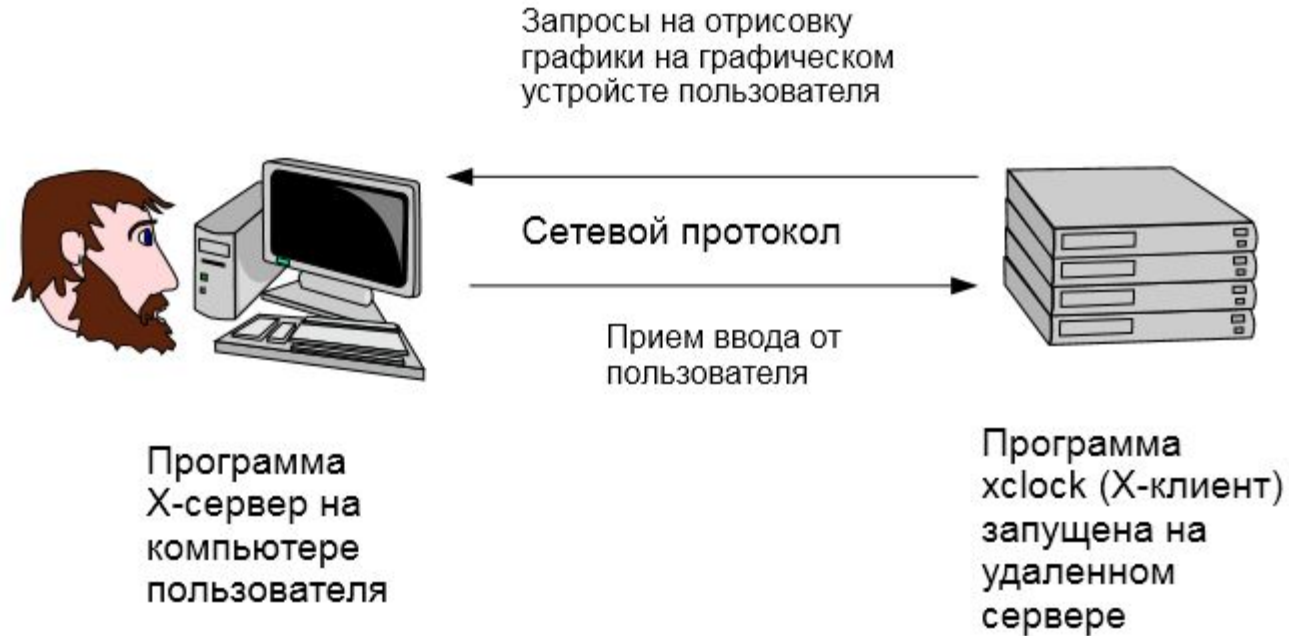 Запросы на отрисовку
графики на графическом
устройсте пользователя
Сетевой протокол
Прием ввода от
пользователя
Программа
X-сервер на
компьютере
пользователя
Программа
xclock (X-клиент)
запущена на
удаленном
сервере